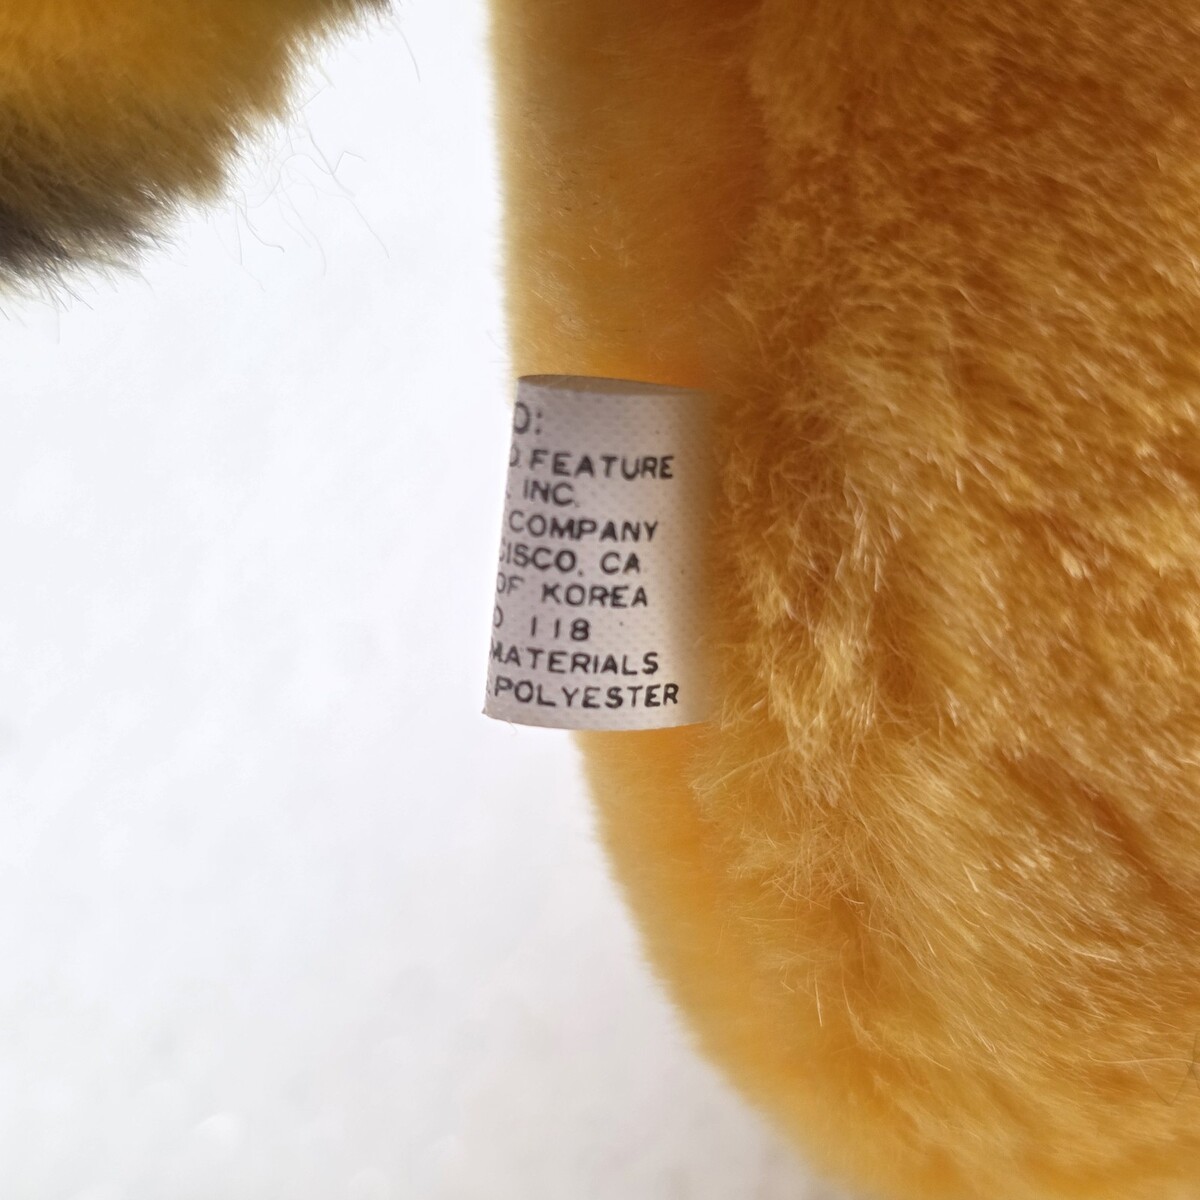 O:
D. FEATURE
. INC.
COMPANY
CISCO, CA
OF KOREA
O 118
MATERIALS
: POLYESTER